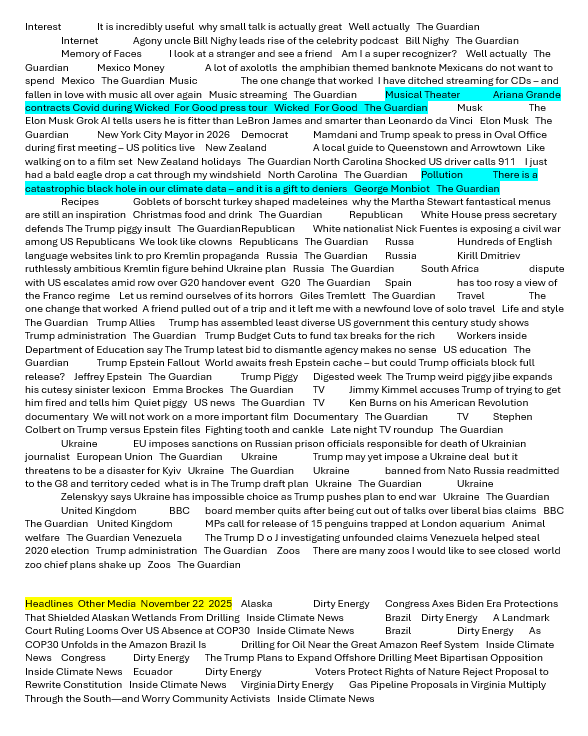 Interest It is incredibly useful why small talk is actually great Well actually The Guardian
Internet Agony uncle Bill Nighy leads rise of the celebrity podcast Bill Nighy The Guardian
Memory of Faces I look at a stranger and see a friend Am I a super recognizer? Well actually The
Guardian Mexico Money A lot of axolotls the amphibian themed banknote Mexicans do not want to
spend Mexico The Guardian Music The one change that worked I have ditched streaming for CDs – and
fallen in love with music all over again Music streaming The Guardian Musical Theater Ariana Grande
contracts Covid during Wicked For Good press tour Wicked For Good The Guardian Musk The
Elon Musk Grok AI tells users he is fitter than LeBron James and smarter than Leonardo da Vinci Elon Musk The
Guardian New York City Mayor in 2026 Democrat Mamdani and Trump speak to press in Oval Office
during first meeting – US politics live New Zealand A local guide to Queenstown and Arrowtown Like
walking on to a film set New Zealand holidays The Guardian North Carolina Shocked US driver calls 911 I just
had a bald eagle drop a cat through my windshield North Carolina The Guardian Pollution There is a
catastrophic black hole in our climate data – and it is a gift to deniers George Monbiot The Guardian
Recipes Goblets of borscht turkey shaped madeleines why the Martha Stewart fantastical menus
are still an inspiration Christmas food and drink The Guardian Republican White House press secretary
defends The Trump piggy insult The GuardianRepublican White nationalist Nick Fuentes is exposing a civil war
among US Republicans We look like clowns Republicans The Guardian Russa Hundreds of English
language websites link to pro Kremlin propaganda Russia The Guardian Russia Kirill Dmitriev
ruthlessly ambitious Kremlin figure behind Ukraine plan Russia The Guardian South Africa dispute
with US escalates amid row over G20 handover event G20 The Guardian Spain has too rosy a view of
the Franco regime Let us remind ourselves of its horrors Giles Tremlett The Guardian Travel The
one change that worked A friend pulled out of a trip and it left me with a newfound love of solo travel Life and style
The Guardian Trump Allies Trump has assembled least diverse US government this century study shows
Trump administration The Guardian Trump Budget Cuts to fund tax breaks for the rich Workers inside
Department of Education say The Trump latest bid to dismantle agency makes no sense US education The
Guardian Trump Epstein Fallout World awaits fresh Epstein cache – but could Trump officials block full
release? Jeffrey Epstein The Guardian Trump Piggy Digested week The Trump weird piggy jibe expands
his cutesy sinister lexicon Emma Brockes The Guardian TV Jimmy Kimmel accuses Trump of trying to get
him fired and tells him Quiet piggy US news The Guardian TV Ken Burns on his American Revolution
documentary We will not work on a more important film Documentary The Guardian TV Stephen
Colbert on Trump versus Epstein files Fighting tooth and cankle Late night TV roundup The Guardian
Ukraine EU imposes sanctions on Russian prison officials responsible for death of Ukrainian
journalist European Union The Guardian Ukraine Trump may yet impose a Ukraine deal but it
threatens to be a disaster for Kyiv Ukraine The Guardian Ukraine banned from Nato Russia readmitted
to the G8 and territory ceded what is in The Trump draft plan Ukraine The Guardian Ukraine
Zelenskyy says Ukraine has impossible choice as Trump pushes plan to end war Ukraine The Guardian
United Kingdom BBC board member quits after being cut out of talks over liberal bias claims BBC
The Guardian United Kingdom MPs call for release of 15 penguins trapped at London aquarium Animal
welfare The Guardian Venezuela The Trump D o J investigating unfounded claims Venezuela helped steal
2020 election Trump administration The Guardian Zoos There are many zoos I would like to see closed world
zoo chief plans shake up Zoos The Guardian
Headlines Other Media November 22 2025 Alaska Dirty Energy Congress Axes Biden Era Protections
That Shielded Alaskan Wetlands From Drilling Inside Climate News Brazil Dirty Energy A Landmark
Court Ruling Looms Over US Absence at COP30 Inside Climate News Brazil Dirty Energy As
COP30 Unfolds in the Amazon Brazil Is Drilling for Oil Near the Great Amazon Reef System Inside Climate
News Congress Dirty Energy The Trump Plans to Expand Offshore Drilling Meet Bipartisan Opposition
Inside Climate News Ecuador Dirty Energy Voters Protect Rights of Nature Reject Proposal to
Rewrite Constitution Inside Climate News Virginia Dirty Energy Gas Pipeline Proposals in Virginia Multiply
Through the South—and Worry Community Activists Inside Climate News